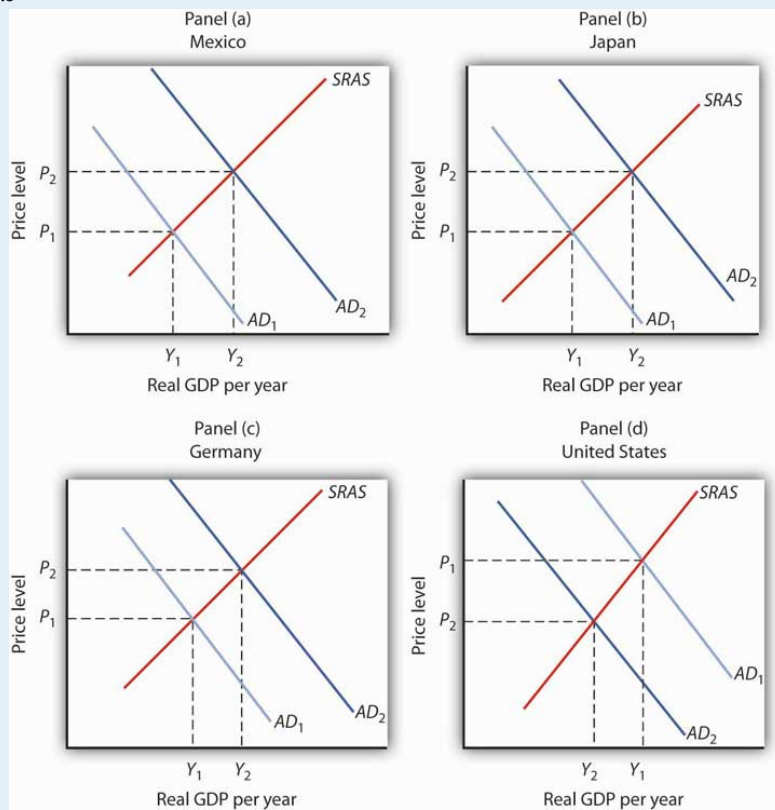 Panel (a)
Mexico
SRAS
Price level
P2
P1
AD2
AD1
Y1 Y2
Real GDP per year
Panel (b)
Japan
SRAS
Price level
P2
P1
AD2
AD1
Y1 Y2
Real GDP per year
Panel (c)
Germany
SRAS
Price level
P2
P1
AD2
AD1
Y1 Y2
Real GDP per year
Panel (d)
United States
SRAS
Price level
P1
P2
AD1
AD2
Y2 Y1
Real GDP per year